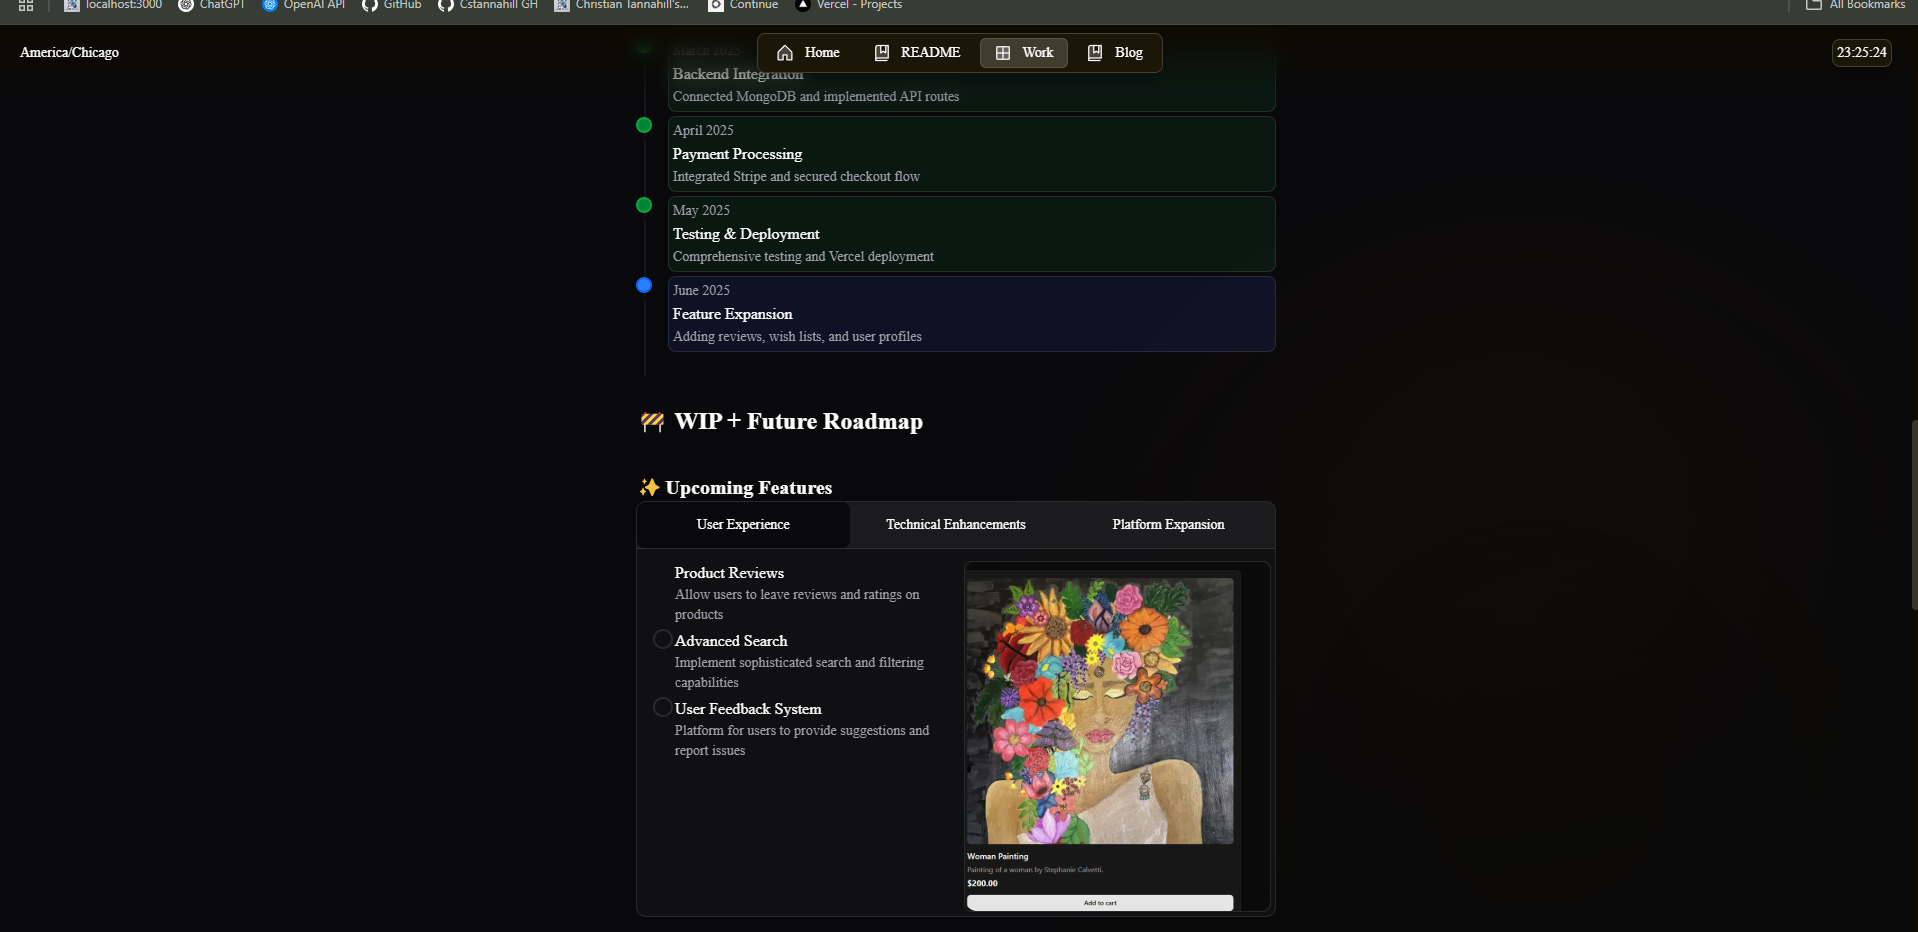 localhost:3000
ChatGPT
OpenAI API
GitHub
Cstannahill GH
Christian Tannahill's...
Continue
Vercel - Projects
All Bookmarks
America/Chicago
Home
README
Work
Blog
23:25:24
March 2025
Backend Integration
Connected MongoDB and implemented API routes
April 2025
Payment Processing
Integrated Stripe and secured checkout flow
May 2025
Testing & Deployment
Comprehensive testing and Vercel deployment
June 2025
Feature Expansion
Adding reviews, wish lists, and user profiles
🚧 WIP + Future Roadmap
✨ Upcoming Features
User Experience
Technical Enhancements
Platform Expansion
Product Reviews
Allow users to leave reviews and ratings on
products
Advanced Search
Implement sophisticated search and filtering
capabilities
User Feedback System
Platform for users to provide suggestions and
report issues
Woman Painting
Painting of a woman by Stephanie Calvetti.
$200.00
Add to cart